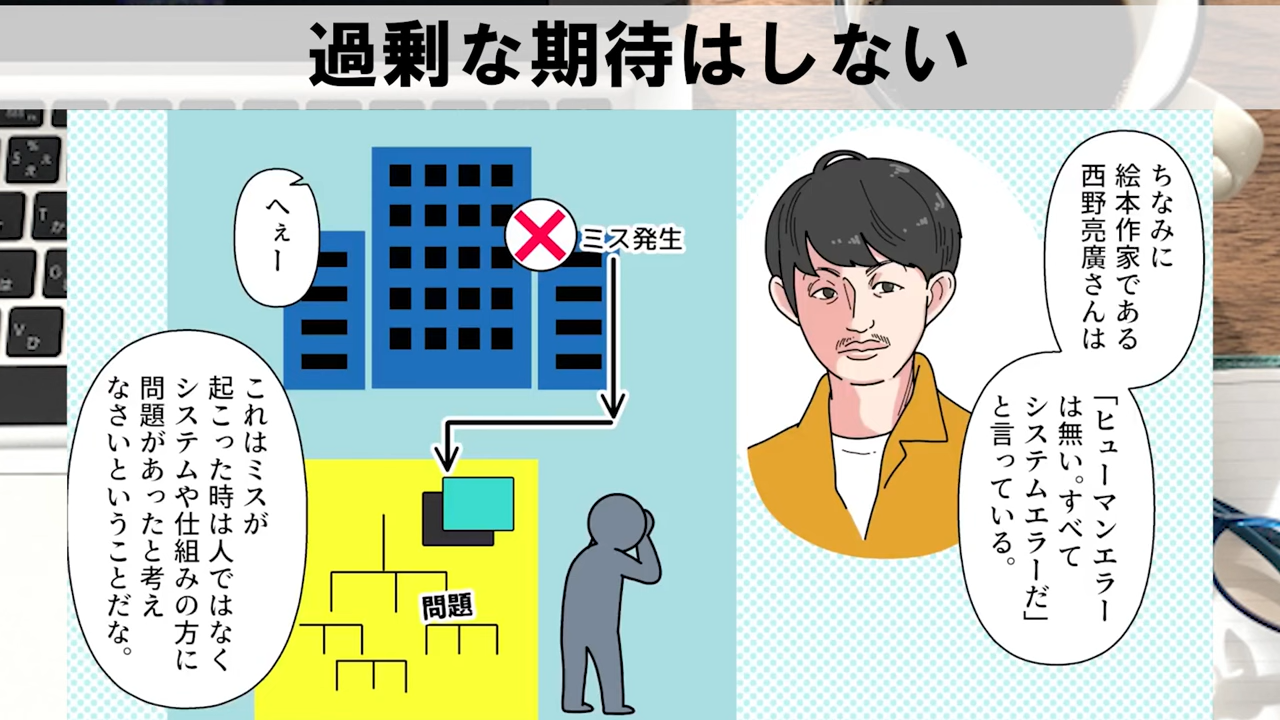 過剰な期待はしない
ちなみに
絵本作家である
西野亮廣さんは
「ヒューマンエラー
は無い。すべて
システムエラーだ」
と言っている。
へぇー
ミス発生
問題
これはミスが
起こった時は人ではなく
システムや仕組みの方に
問題があったと考え
なさいということだな。